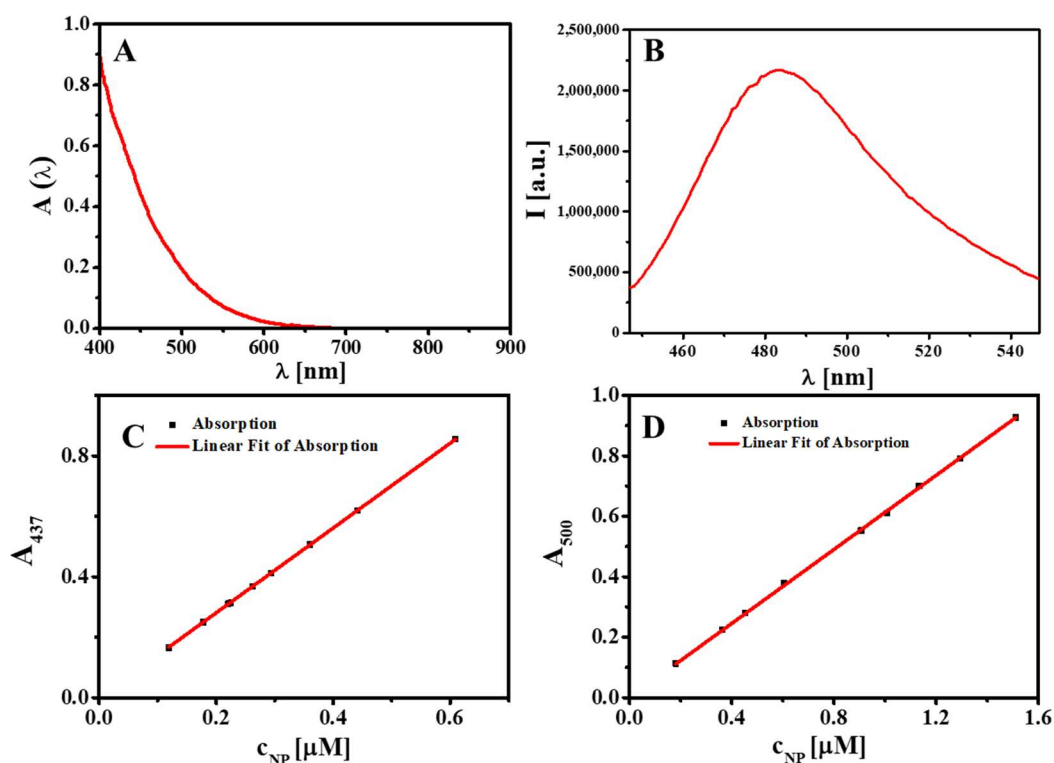 A
A (λ)
1.0
0.8
0.6
0.4
0.2
0.0
400 500 600 700 800 900
λ [nm]
B
I [a.u.]
2,500,000
2,000,000
1,500,000
1,000,000
500,000
0
460 480 500 520 540
λ [nm]
C
Absorption
Linear Fit of Absorption
A437
0.8
0.4
0.0
0.0 0.2 0.4 0.6
cNP [μM]
D
Absorption
Linear Fit of Absorption
A500
1.0
0.8
0.6
0.4
0.2
0.0
0.0 0.4 0.8 1.2 1.6
cNP [μM]